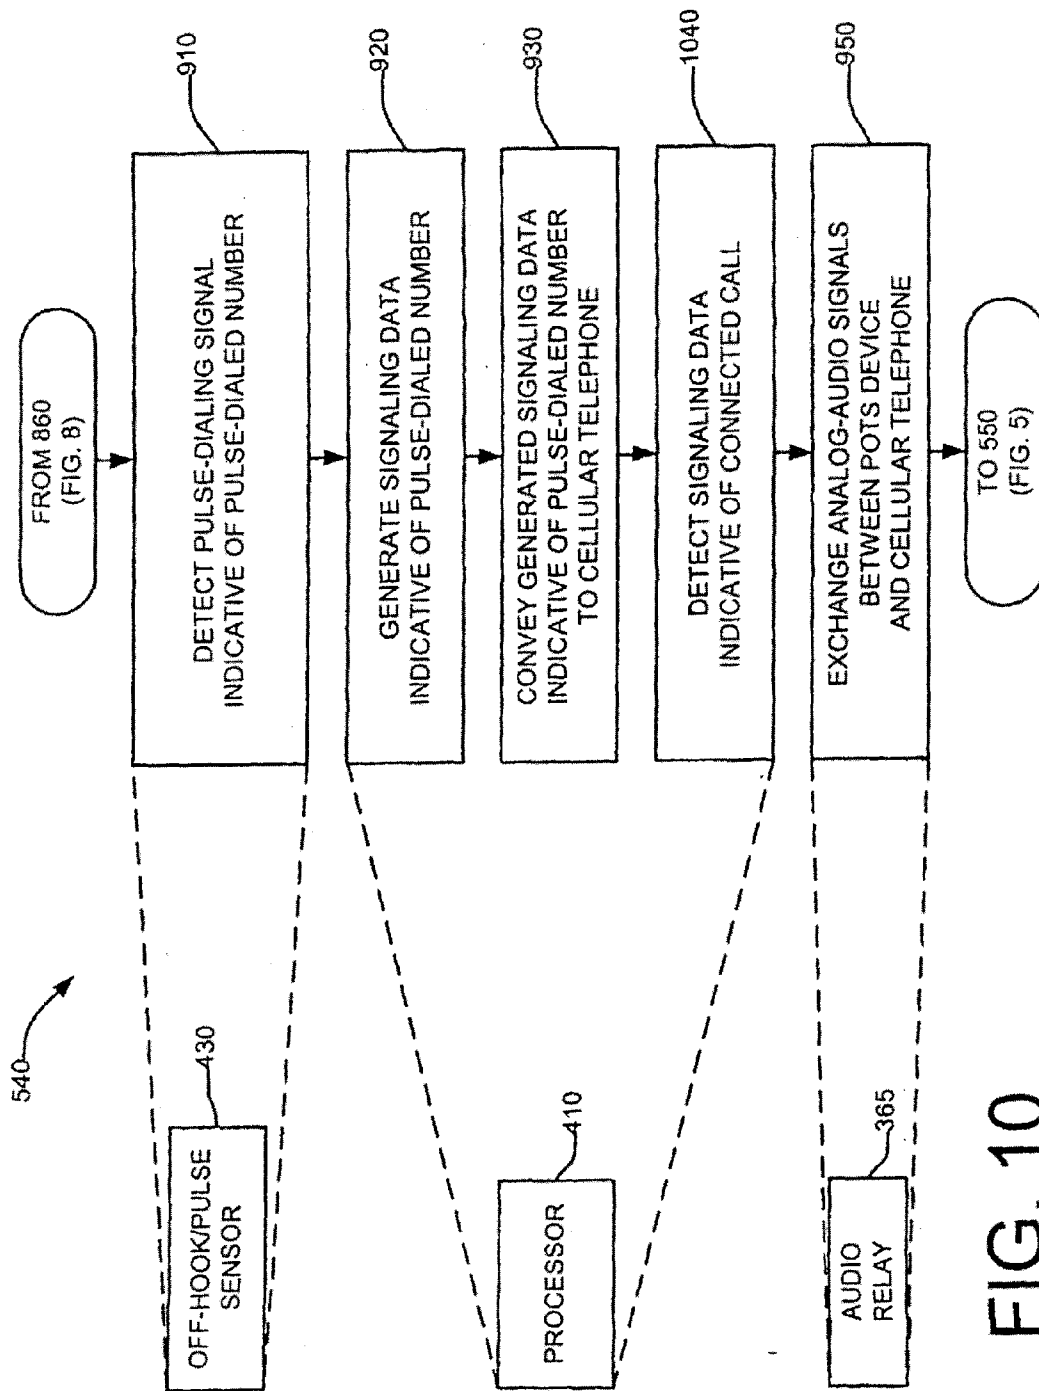 540
FROM 860
(FIG. 8)
OFF-HOOK/PULSE
SENSOR
430
DETECT PULSE-DIALING SIGNAL
INDICATIVE OF PULSE-DIALED NUMBER
910
GENERATE SIGNALING DATA
INDICATIVE OF PULSE-DIALED NUMBER
920
PROCESSOR
410
CONVEY GENERATED SIGNALING DATA
INDICATIVE OF PULSE-DIALED NUMBER
TO CELLULAR TELEPHONE
930
DETECT SIGNALING DATA
INDICATIVE OF CONNECTED CALL
1040
AUDIO
RELAY
365
EXCHANGE ANALOG-AUDIO SIGNALS
BETWEEN POTS DEVICE
AND CELLULAR TELEPHONE
950
TO 550
(FIG. 5)
FIG. 10